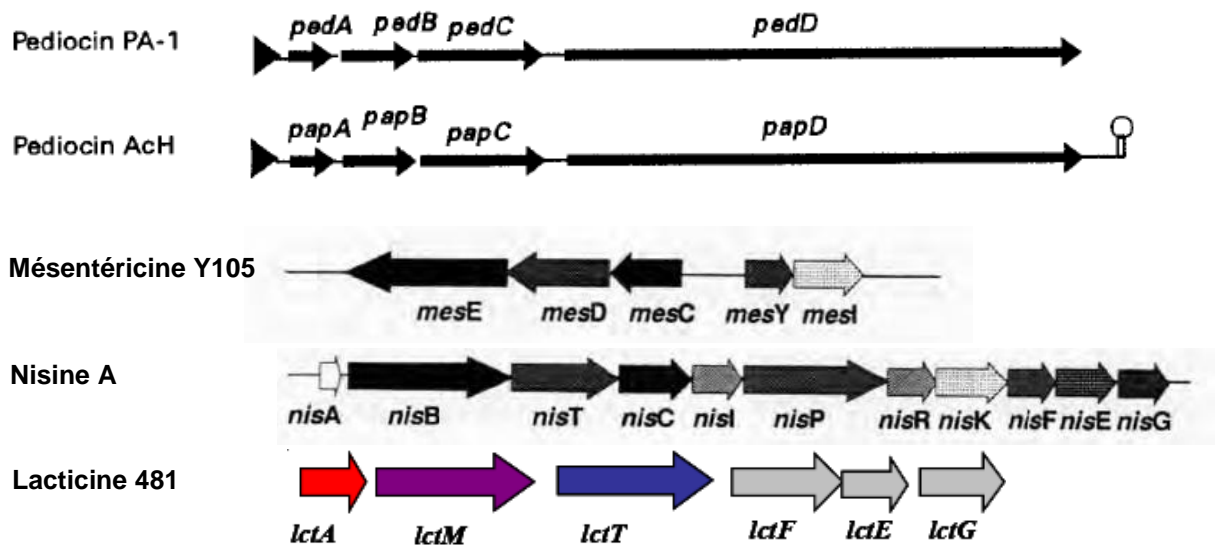 pedA pedB pedC pedD
Pediocin PA-1
papA papB papC papD
Pediocin AcH
Mésentéricine Y105
mesE mesD mesC mesY mesI
Nisine A
nisA nisB nisT nisC nisI nisP nisR nisK nisF nisE nisG
Lacticine 481
lctA lctM lctT lctF lctE lctG